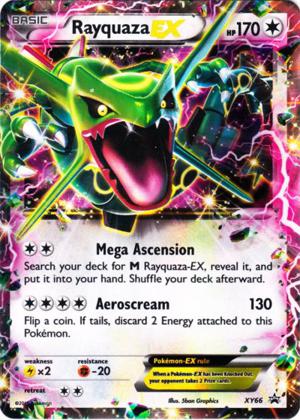 BASIC
Rayquaza EX
HP 170
Mega Ascension
Search your deck for M Rayquaza-EX, reveal it, and
put it into your hand. Shuffle your deck afterward.
Aeroscream 130
Flip a coin. If tails, discard 2 Energy attached to this
Pokémon.
weakness
×2
resistance
-20
retreat
Pokémon-EX rule
When a Pokémon-EX has been Knocked Out,
your opponent takes 2 Prize cards.
Illus. 5ban Graphics
XY66